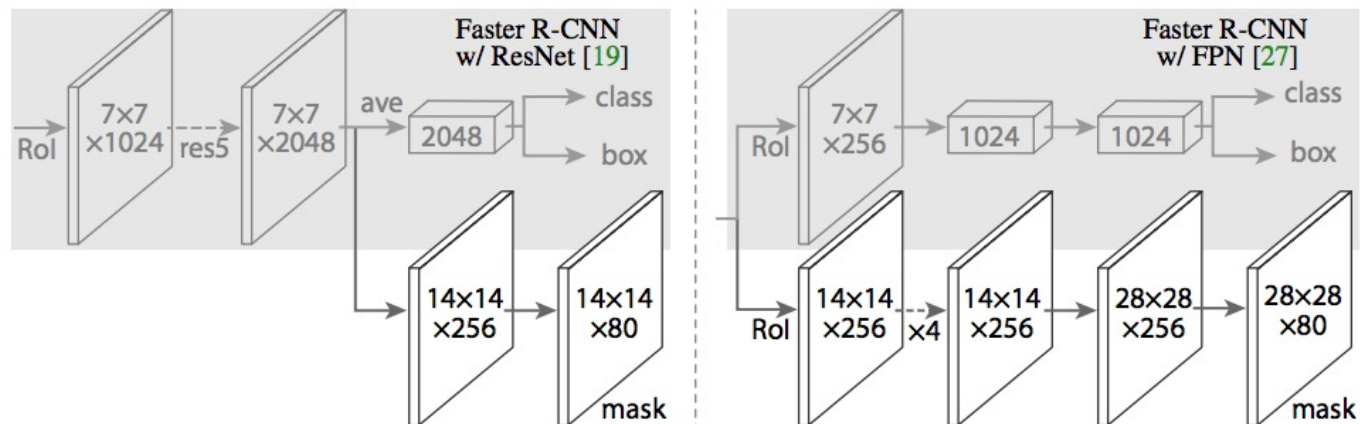 Faster R-CNN
w/ ResNet [19]
RoI
7×7
×1024
res5
7×7
×2048
ave
2048
class
box
14×14
×256
14×14
×80
mask
Faster R-CNN
w/ FPN [27]
RoI
7×7
×256
1024
1024
class
box
RoI
14×14
×256
×4
14×14
×256
28×28
×256
28×28
×80
mask